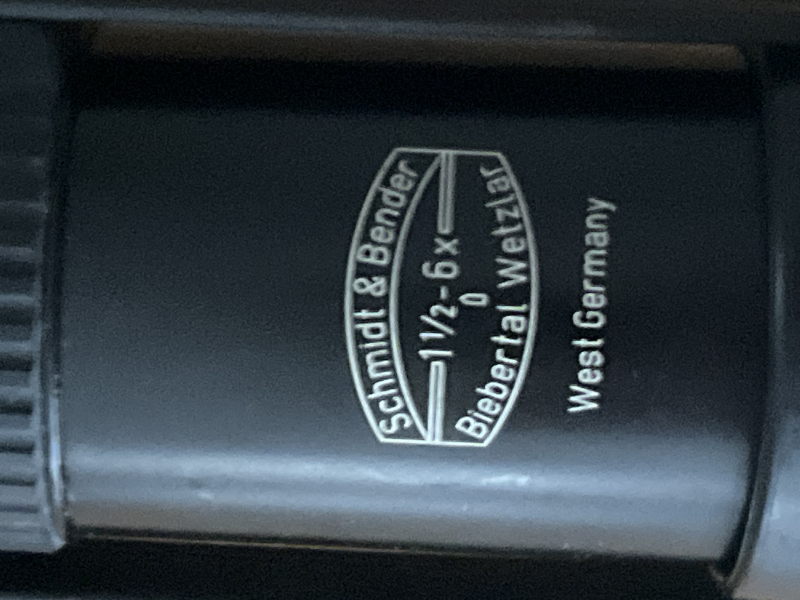 Schmidt & Bender
1½-6x
0
Biebertal Wetzlar
West Germany